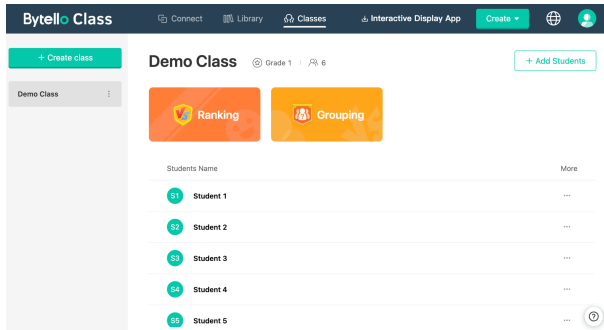 Bytello Class
Connect
Library
Classes
Interactive Display App
Create
+ Create class
Demo Class
Demo Class
Grade 1
6
+ Add Students
Ranking
Grouping
Students Name
More
S1 Student 1
S2 Student 2
S3 Student 3
S4 Student 4
S5 Student 5